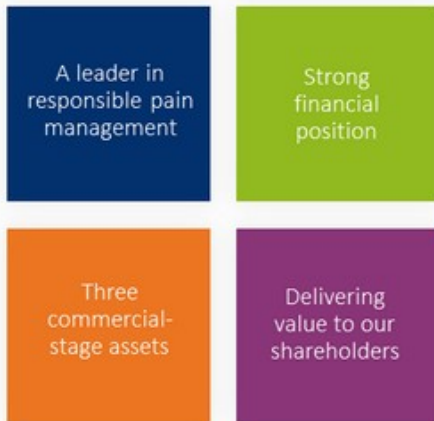 A leader in
responsible pain
management
Strong
financial
position
Three
commercial-
stage assets
Delivering
value to our
shareholders